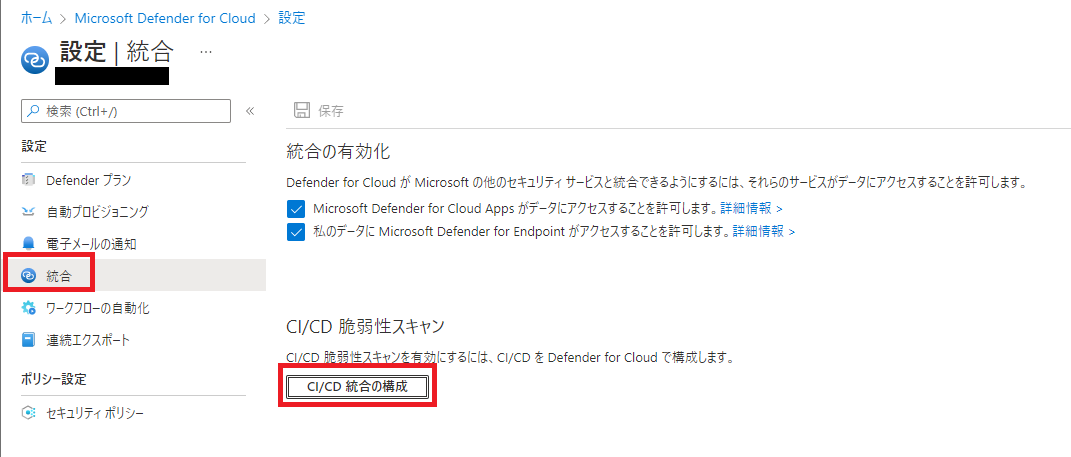 ホーム > Microsoft Defender for Cloud > 設定
設定 | 統合 ...
検索 (Ctrl+/) «
設定
Defender プラン
自動プロビジョニング
電子メールの通知
統合
ワークフローの自動化
連続エクスポート
ポリシー設定
セキュリティ ポリシー
保存
統合の有効化
Defender for Cloud が Microsoft の他のセキュリティ サービスと統合できるようにするには、それらのサービスがデータにアクセスすることを許可します。
Microsoft Defender for Cloud Apps がデータにアクセスすることを許可します。詳細情報 >
私のデータに Microsoft Defender for Endpoint がアクセスすることを許可します。詳細情報 >
CI/CD 脆弱性スキャン
CI/CD 脆弱性スキャンを有効にするには、CI/CD を Defender for Cloud で構成します。
CI/CD 統合の構成